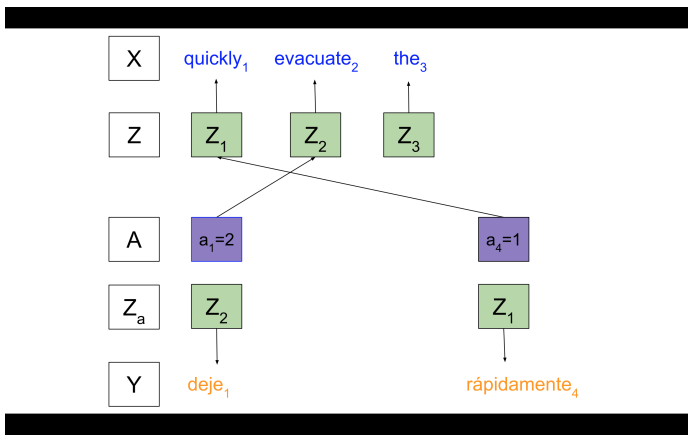 X quickly₁ evacuate₂ the₃
Z Z₁ Z₂ Z₃
A a₁=2 a₄=1
Zₐ Z₂ Z₁
Y deje₁ rápidamente₄